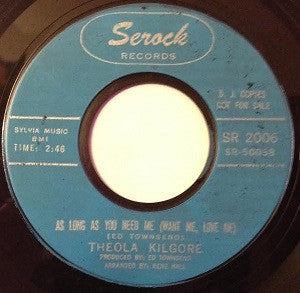 Serock
RECORDS
D. J. COPIES
NOT FOR SALE
SYLVIA MUSIC
BMI
TIME: 2:46
SR 2006
SR-50058
AS LONG AS YOU NEED ME (WANT ME, LOVE ME)
(ED TOWNSEND)
THEOLA KILGORE
PRODUCED BY: ED TOWNSEND
ARRANGED BY: RENE HALL